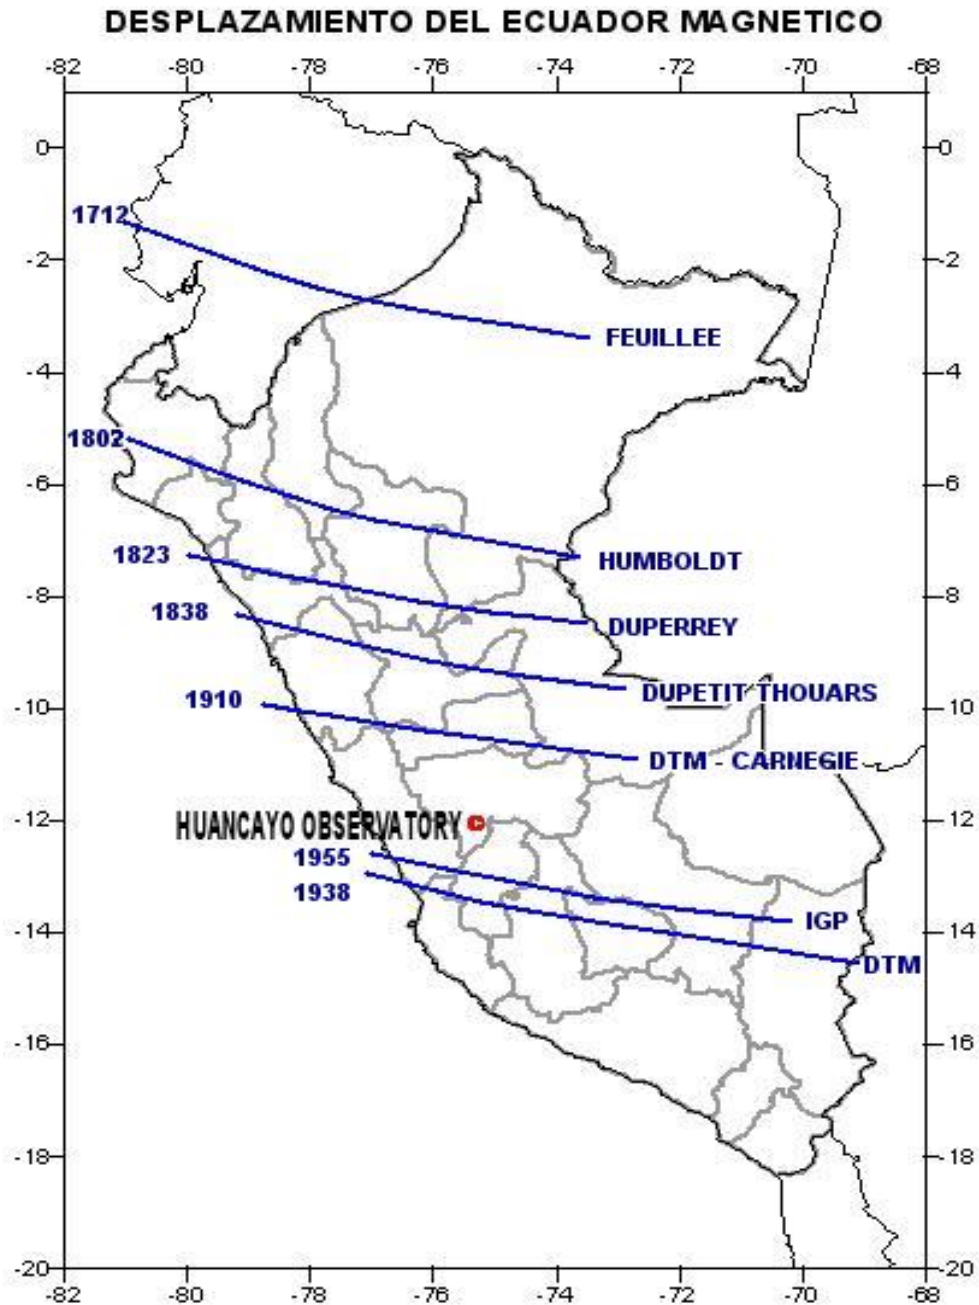 DESPLAZAMIENTO DEL ECUADOR MAGNETICO
-82 -80 -78 -76 -74 -72 -70 -68
0 0
1712
-2 -2
FEUILLEE
-4 -4
1802
-6 -6
1823 HUMBOLDT
-8 -8
1838 DUPERREY
1910 DUPETIT THOUARS
-10 -10
DTM - CARNEGIE
-12 -12
HUANCAYO OBSERVATORY
1955
1938
IGP
-14 -14
DTM
-16 -16
-18 -18
-20 -20
-82 -80 -78 -76 -74 -72 -70 -68